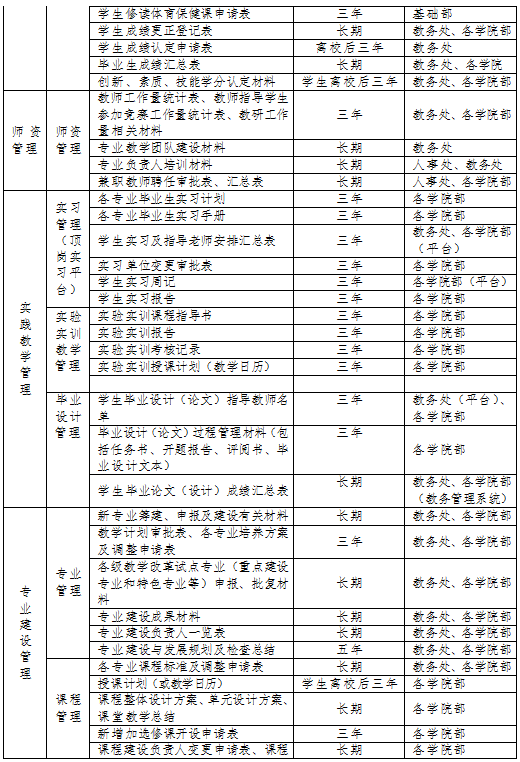 学生修读体育保健课申请表 三年 基础部
学生成绩更正登记表 长期 教务处、各学院部
学生成绩认定申请表 离校后三年 教务处
毕业生成绩汇总表 长期 教务处、各学院
创新、素质、技能学分认定材料 学生离校后三年 教务处、各学院部
师 资
管理
师资
管理
教师工作量统计表、教师指导学生
参加竞赛工作量统计表、教研工作
量相关材料
三年 教务处、各学院部
专业教学团队建设材料 长期 教务处
专业负责人培训材料 长期 人事处、教务处
兼职教师聘任审批表、汇总表 长期 人事处、各学院部
实
践
教
学
管
理
实习
管理
（顶
岗实
习平
台）
各专业毕业生实习计划 三年 各学院部
各专业毕业生实习手册 三年 各学院部
学生实习及指导老师安排汇总表 三年 教务处、各学院部
（平台）
实习单位变更审批表 三年 各学院部
学生实习周记 三年 各学院部（平台）
学生实习报告 三年 各学院部
实验
实训
教学
管理
实验实训课程指导书 三年 各学院部
实验实训报告 三年 各学院部
实验实训考核记录 三年 各学院部
实验实训授课计划（教学日历） 三年 各学院部
毕业
设计
管理
学生毕业设计（论文）指导教师名
单
三年 教务处（平台）、
各学院部
毕业设计（论文）过程管理材料（包
括任务书、开题报告、评阅书、毕
业设计文本）
三年
各学院部
学生毕业论文（设计）成绩汇总表 长期 教务处、各学院部
（教务管理系统）
专
业
建
设
管
理
专业
管理
新专业筹建、申报及建设有关材料 长期 教务处、各学院部
教学计划审批表、各专业培养方案
及调整申请表
三年 教务处、各学院部
各级教学改革试点专业（重点建设
专业和特色专业等）申报、批复材
料
长期 教务处、各学院部
专业建设成果材料 长期 教务处、各学院部
专业建设负责人一览表 长期 教务处、各学院部
专业建设与发展规划及检查总结 五年 教务处、各学院部
课程
管理
各专业课程标准及调整申请表 长期 教务处、各学院部
授课计划（或教学日历） 学生离校后三年 各学院部
课程整体设计方案、单元设计方案、
课堂教学总结
长期 各学院部
新增加选修课开设申请表 三年 各学院部
课程建设负责人变更申请表、课程 长期 各学院部